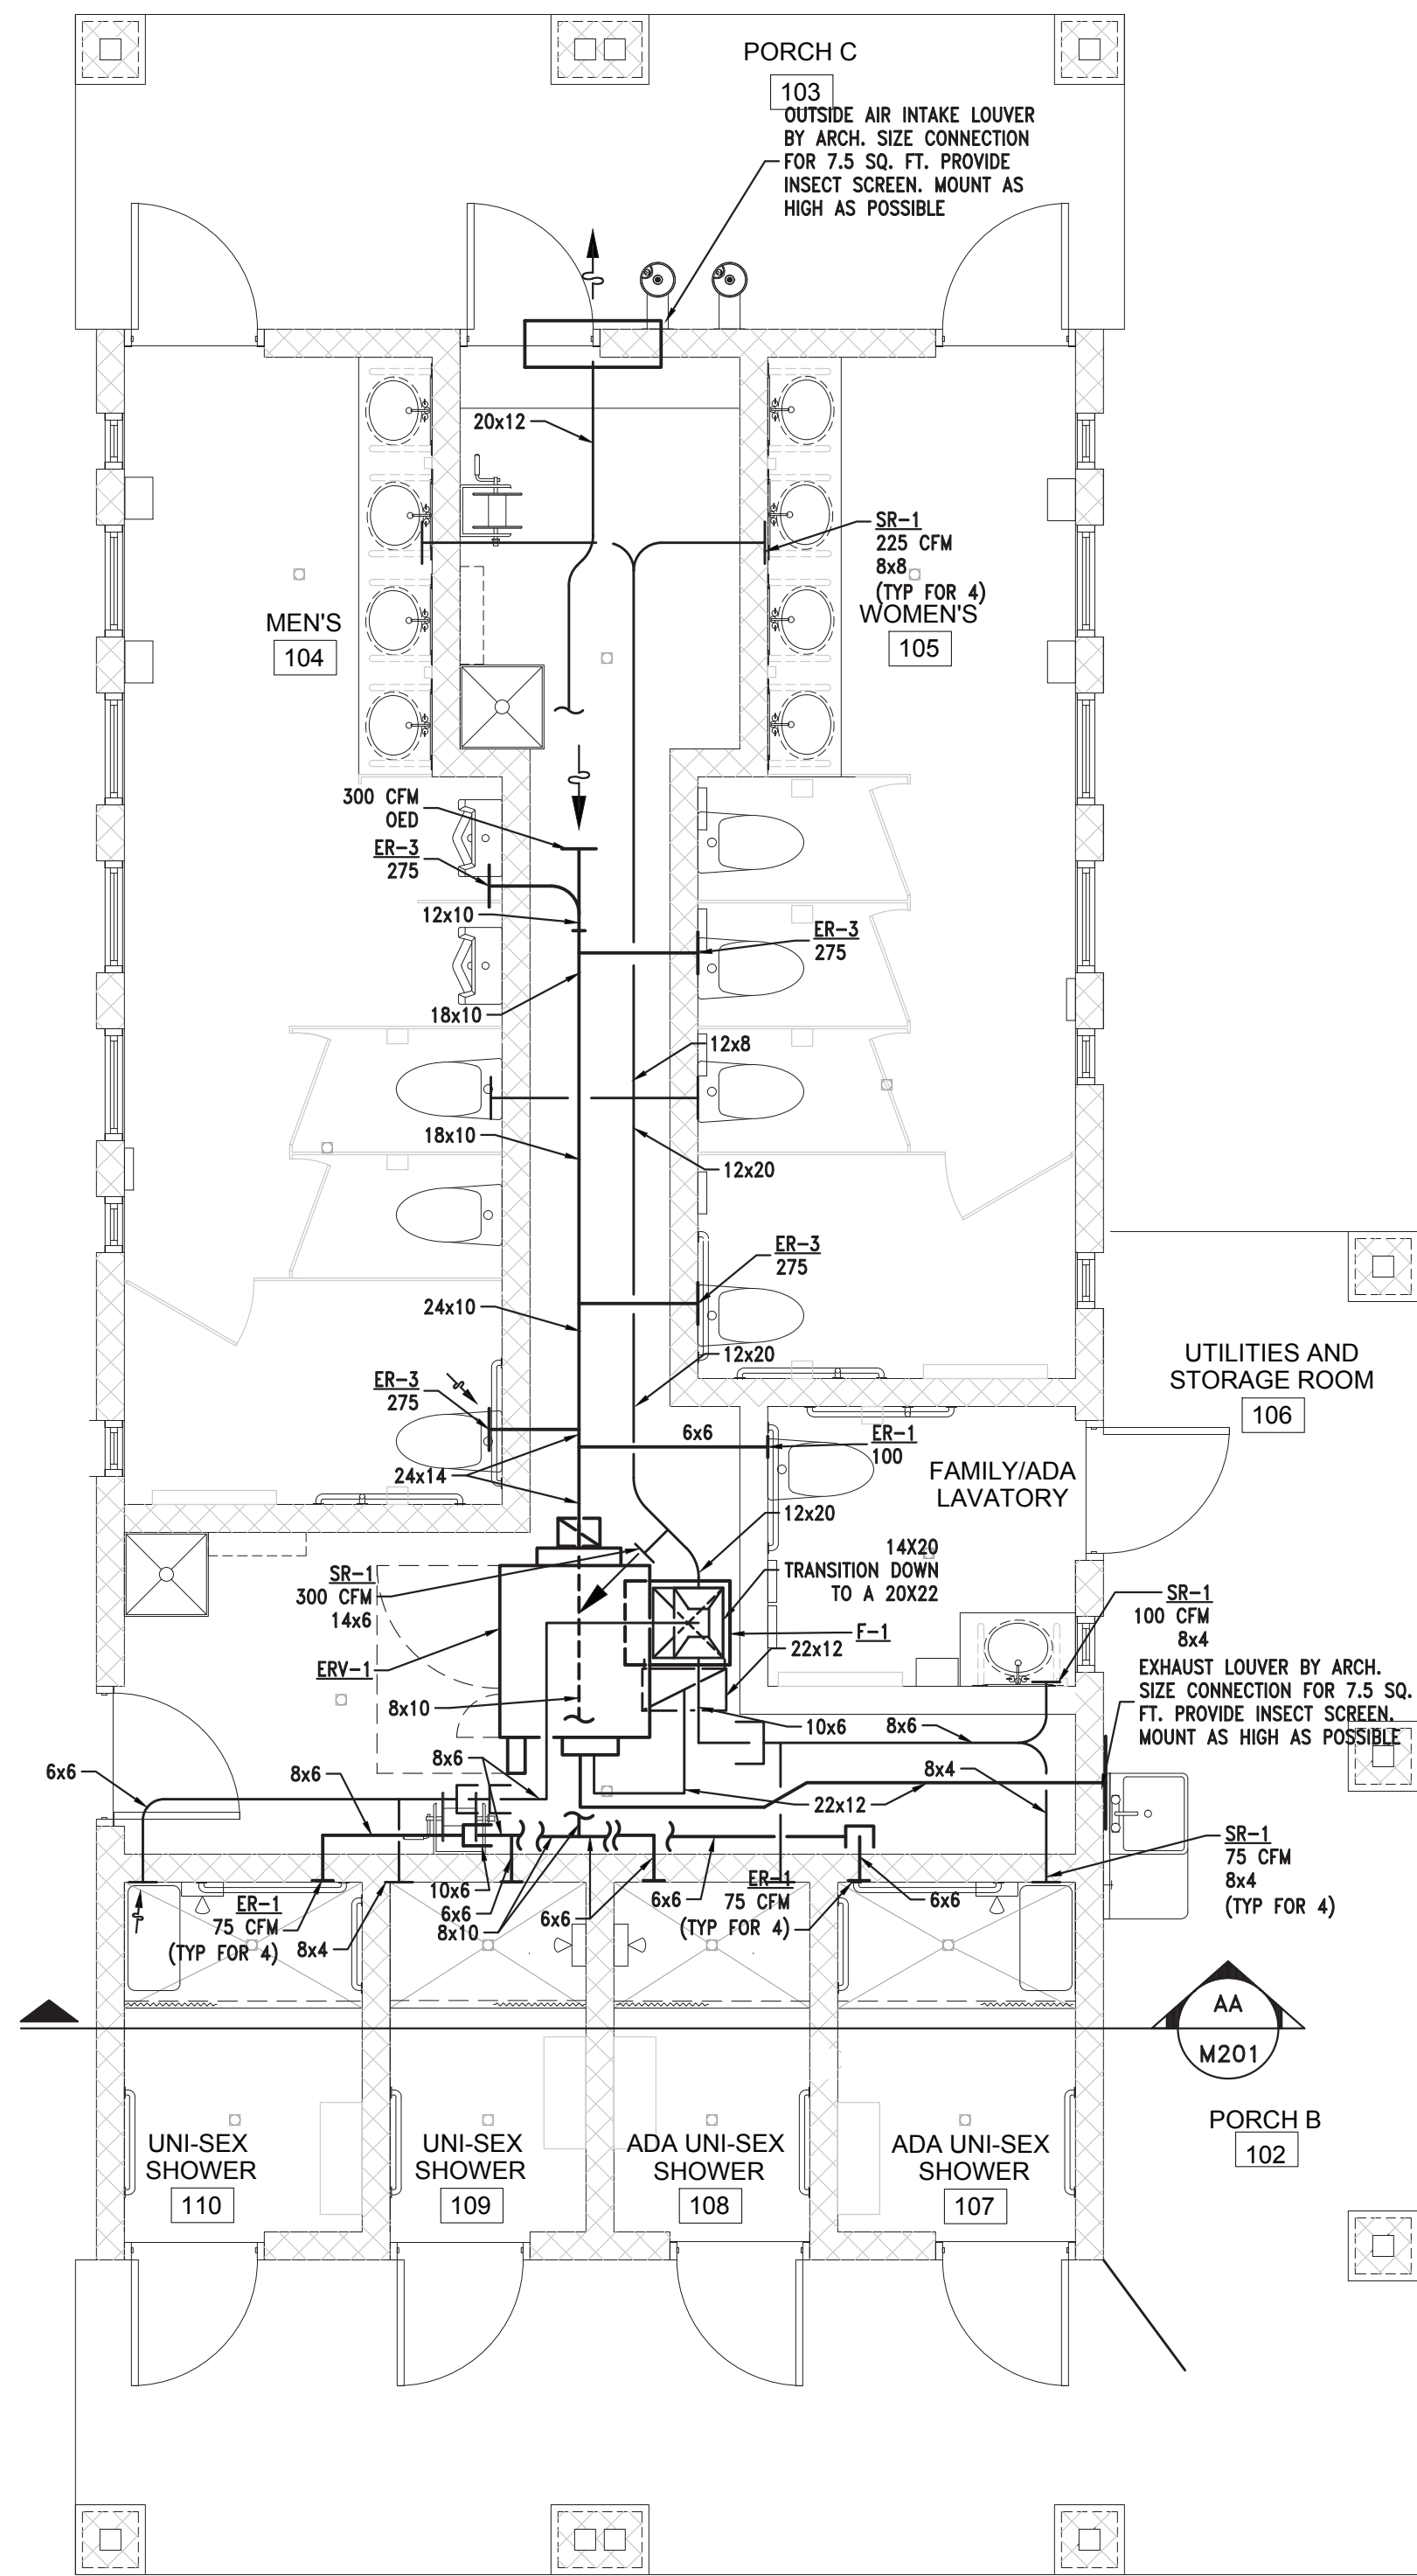 PORCH C
103
OUTSIDE AIR INTAKE LOUVER
BY ARCH. SIZE CONNECTION
FOR 7.5 SQ. FT. PROVIDE
INSECT SCREEN. MOUNT AS
HIGH AS POSSIBLE
20x12
SR-1
225 CFM
8x8
(TYP FOR 4)
MEN'S
104
WOMEN'S
105
300 CFM
OED
ER-3
275
12x10
ER-3
275
18x10
12x8
18x10
12x20
ER-3
275
24x10
12x20
UTILITIES AND
STORAGE ROOM
106
ER-3
275
6x6
ER-1
100
24x14
FAMILY/ADA
LAVATORY
12x20
14X20
TRANSITION DOWN
TO A 20X22
SR-1
300 CFM
14x6
SR-1
100 CFM
8x4
F-1
22x12
ERV-1
EXHAUST LOUVER BY ARCH.
SIZE CONNECTION FOR 7.5 SQ.
FT. PROVIDE INSECT SCREEN.
MOUNT AS HIGH AS POSSIBLE
8x10
10x6
8x6
6x6
8x6
8x6
8x4
22x12
8x6
SR-1
75 CFM
8x4
(TYP FOR 4)
ER-1
75 CFM
(TYP FOR 4)
8x4
10x6
6x6
8x10
6x6
6x6
ER-1
75 CFM
(TYP FOR 4)
6x6
AA
M201
PORCH B
102
UNI-SEX
SHOWER
110
UNI-SEX
SHOWER
109
ADA UNI-SEX
SHOWER
108
ADA UNI-SEX
SHOWER
107